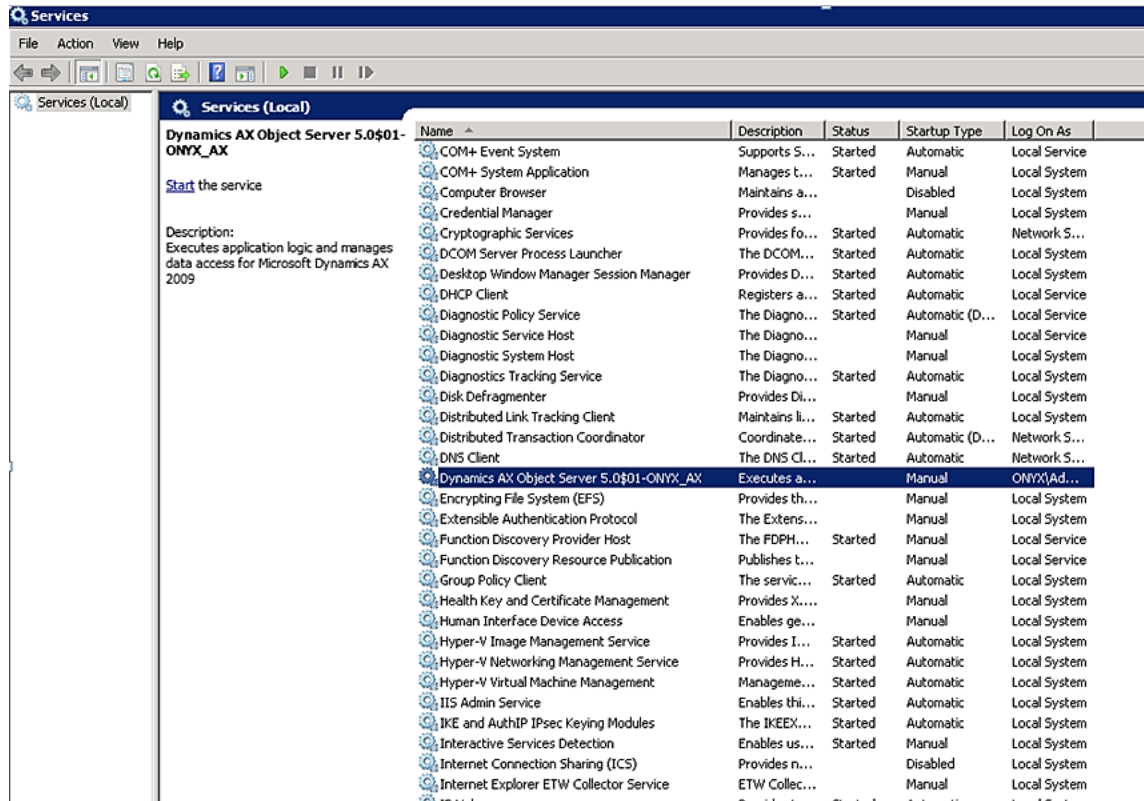 Services
File Action View Help
Services (Local)
Services (Local)
Dynamics AX Object Server 5.0$01-
ONYX_AX
Start the service
Description:
Executes application logic and manages
data access for Microsoft Dynamics AX
2009
Name Description Status Startup Type Log On As
COM+ Event System Supports S... Started Automatic Local Service
COM+ System Application Manages t... Started Manual Local System
Computer Browser Maintains a... Disabled Local System
Credential Manager Provides s... Manual Local System
Cryptographic Services Provides fo... Started Automatic Network S...
DCOM Server Process Launcher The DCOM... Started Automatic Local System
Desktop Window Manager Session Manager Provides D... Started Automatic Local System
DHCP Client Registers a... Started Automatic Local Service
Diagnostic Policy Service The Diagno... Started Automatic (D... Local Service
Diagnostic Service Host The Diagno... Manual Local Service
Diagnostic System Host The Diagno... Manual Local System
Diagnostics Tracking Service The Diagno... Started Automatic Local System
Disk Defragmenter Provides Di... Manual Local System
Distributed Link Tracking Client Maintains li... Started Automatic Local System
Distributed Transaction Coordinator Coordinate... Started Automatic (D... Network S...
DNS Client The DNS Cl... Started Automatic Network S...
Dynamics AX Object Server 5.0$01-ONYX_AX Executes a... Manual ONYX\Ad...
Encrypting File System (EFS) Provides th... Manual Local System
Extensible Authentication Protocol The Extens... Manual Local System
Function Discovery Provider Host The FDPH... Started Manual Local Service
Function Discovery Resource Publication Publishes t... Manual Local Service
Group Policy Client The servic... Started Automatic Local System
Health Key and Certificate Management Provides X.... Manual Local System
Human Interface Device Access Enables ge... Manual Local System
Hyper-V Image Management Service Provides I... Started Automatic Local System
Hyper-V Networking Management Service Provides H... Started Automatic Local System
Hyper-V Virtual Machine Management Manageme... Started Automatic Local System
IIS Admin Service Enables thi... Started Automatic Local System
IKE and AuthIP IPsec Keying Modules The IKEEX... Started Automatic Local System
Interactive Services Detection Enables us... Started Manual Local System
Internet Connection Sharing (ICS) Provides n... Disabled Local System
Internet Explorer ETW Collector Service ETW Collec... Manual Local System